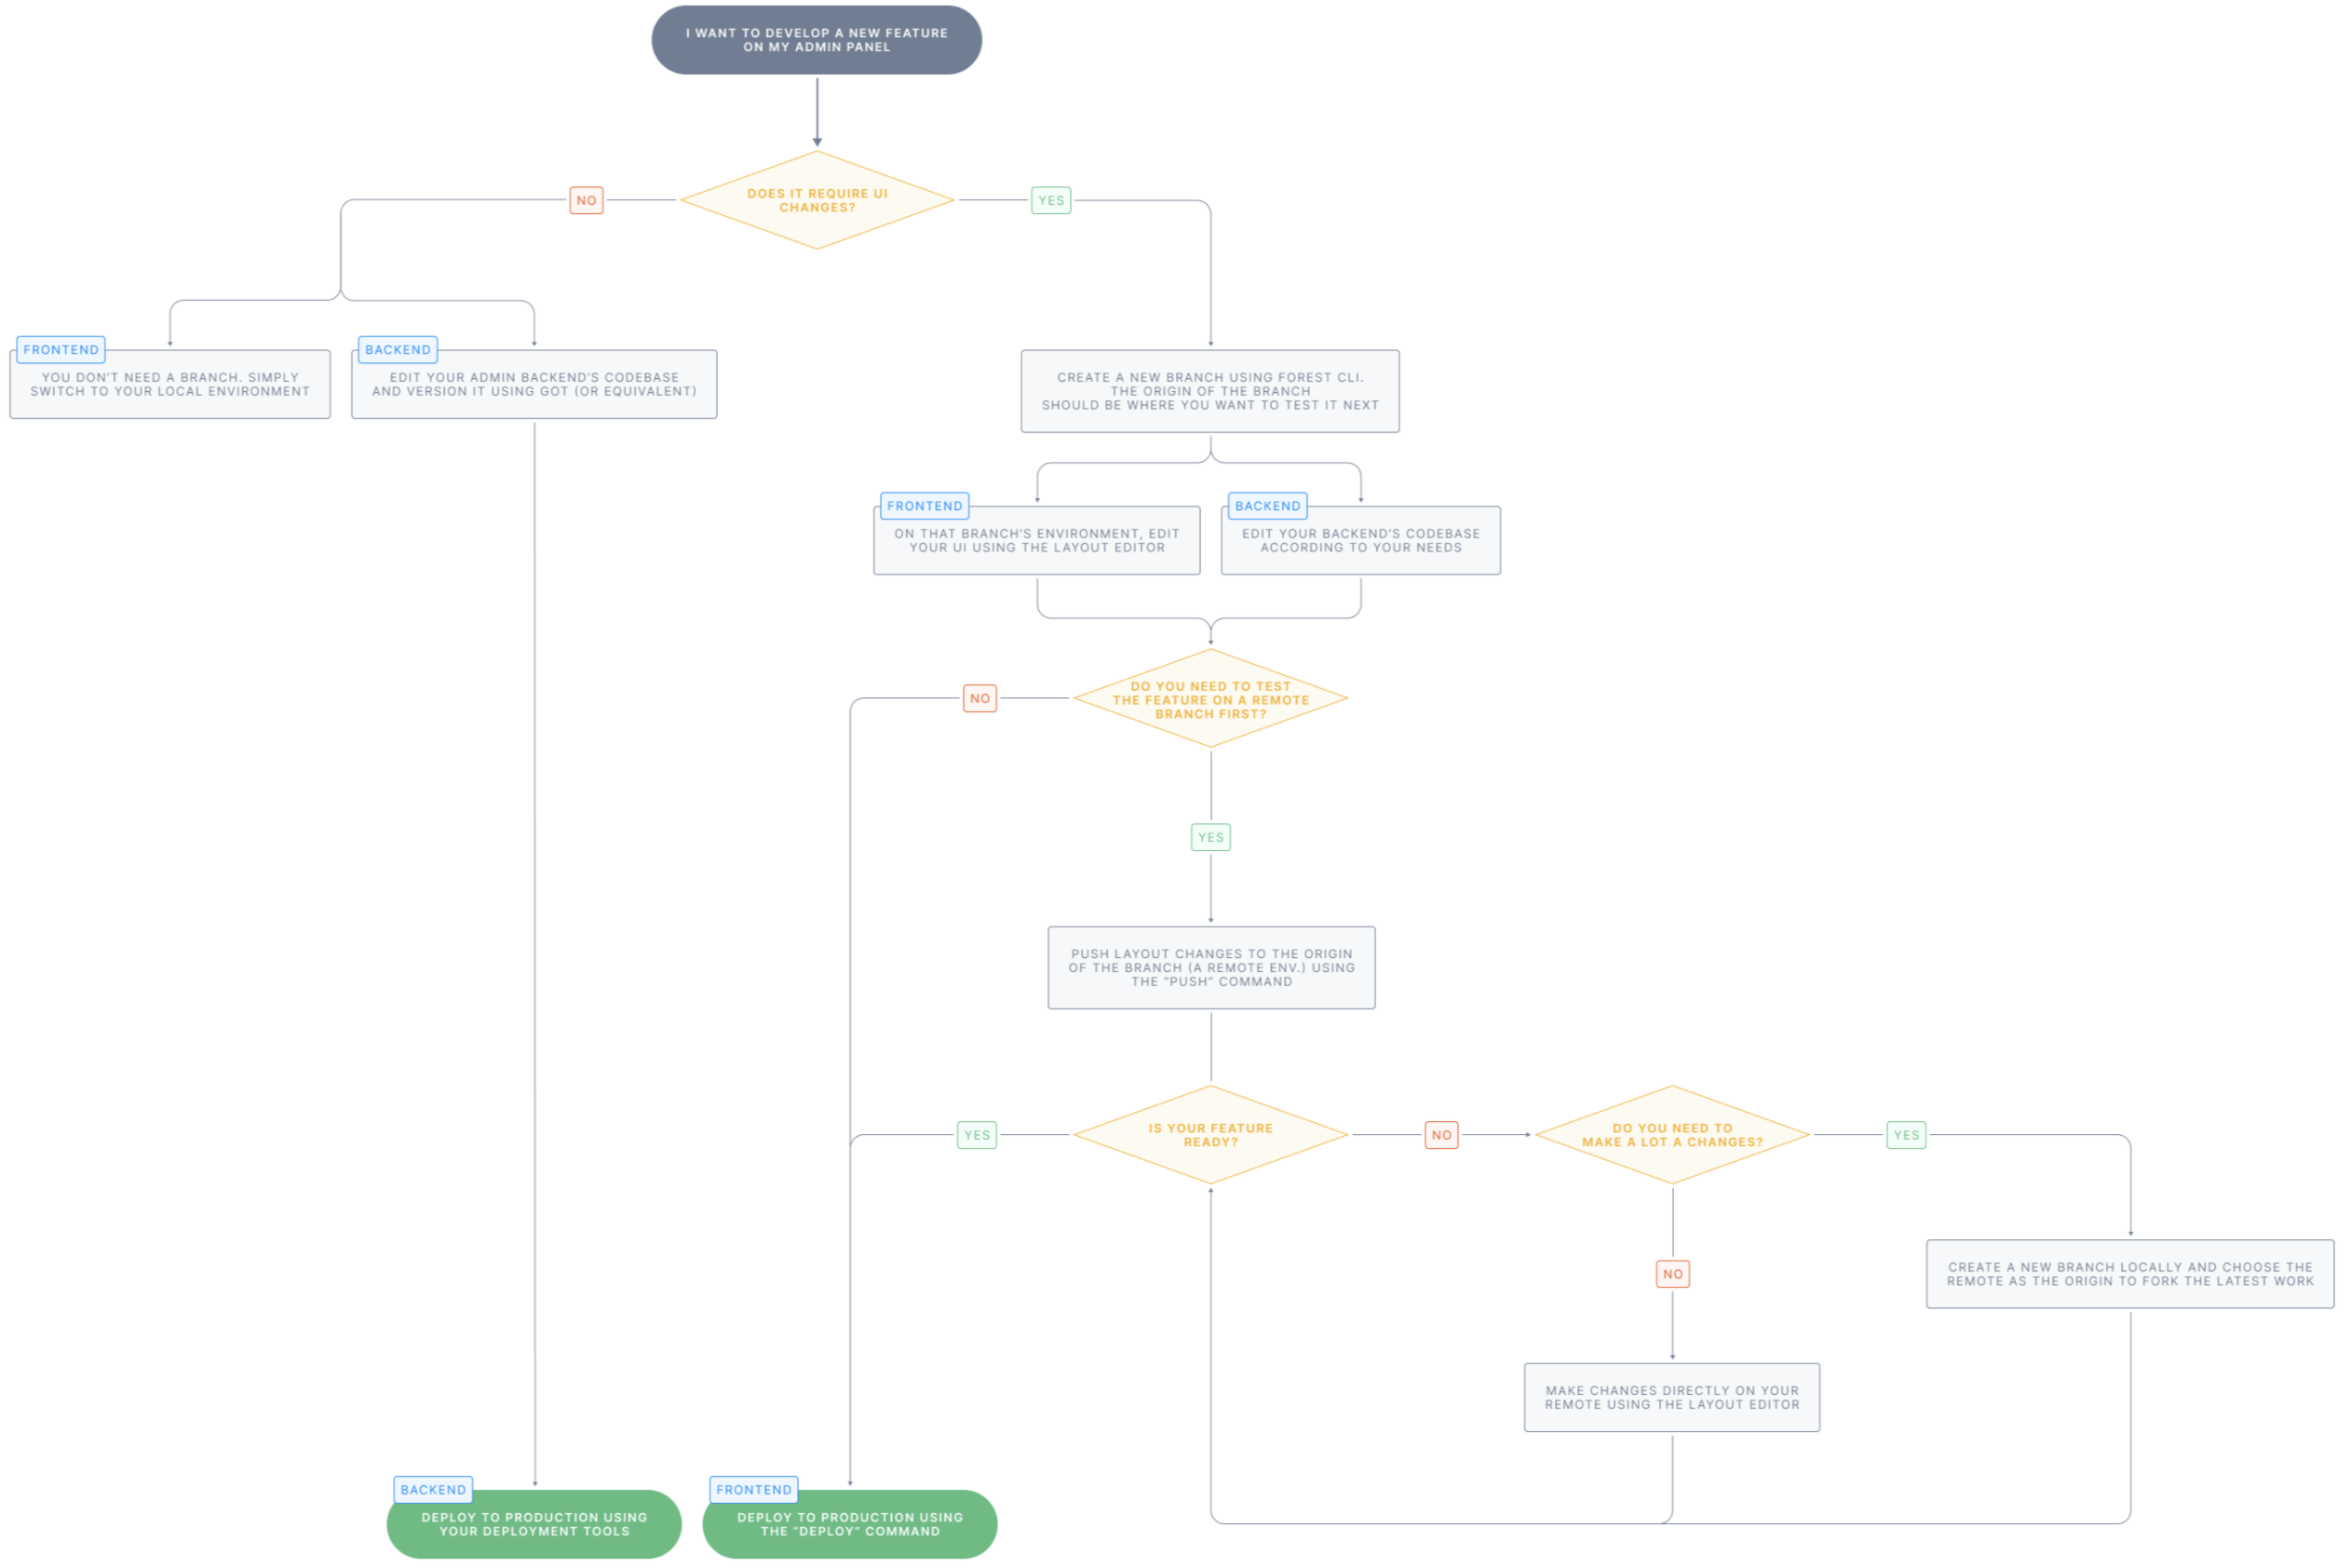 I WANT TO DEVELOP A NEW FEATURE
ON MY ADMIN PANEL
DOES IT REQUIRE UI
CHANGES?
NO
YES
FRONTEND
YOU DON'T NEED A BRANCH. SIMPLY
SWITCH TO YOUR LOCAL ENVIRONMENT
BACKEND
EDIT YOUR ADMIN BACKEND'S CODEBASE
AND VERSION IT USING GOT (OR EQUIVALENT)
CREATE A NEW BRANCH USING FOREST CLI.
THE ORIGIN OF THE BRANCH
SHOULD BE WHERE YOU WANT TO TEST IT NEXT
FRONTEND
ON THAT BRANCH'S ENVIRONMENT, EDIT
YOUR UI USING THE LAYOUT EDITOR
BACKEND
EDIT YOUR BACKEND'S CODEBASE
ACCORDING TO YOUR NEEDS
DO YOU NEED TO TEST
THE FEATURE ON A REMOTE
BRANCH FIRST?
NO
YES
PUSH LAYOUT CHANGES TO THE ORIGIN
OF THE BRANCH (A REMOTE ENV.) USING
THE "PUSH" COMMAND
IS YOUR FEATURE
READY?
YES
NO
DO YOU NEED TO
MAKE A LOT A CHANGES?
YES
NO
CREATE A NEW BRANCH LOCALLY AND CHOOSE THE
REMOTE AS THE ORIGIN TO FORK THE LATEST WORK
MAKE CHANGES DIRECTLY ON YOUR
REMOTE USING THE LAYOUT EDITOR
BACKEND
DEPLOY TO PRODUCTION USING
YOUR DEPLOYMENT TOOLS
FRONTEND
DEPLOY TO PRODUCTION USING
THE "DEPLOY" COMMAND